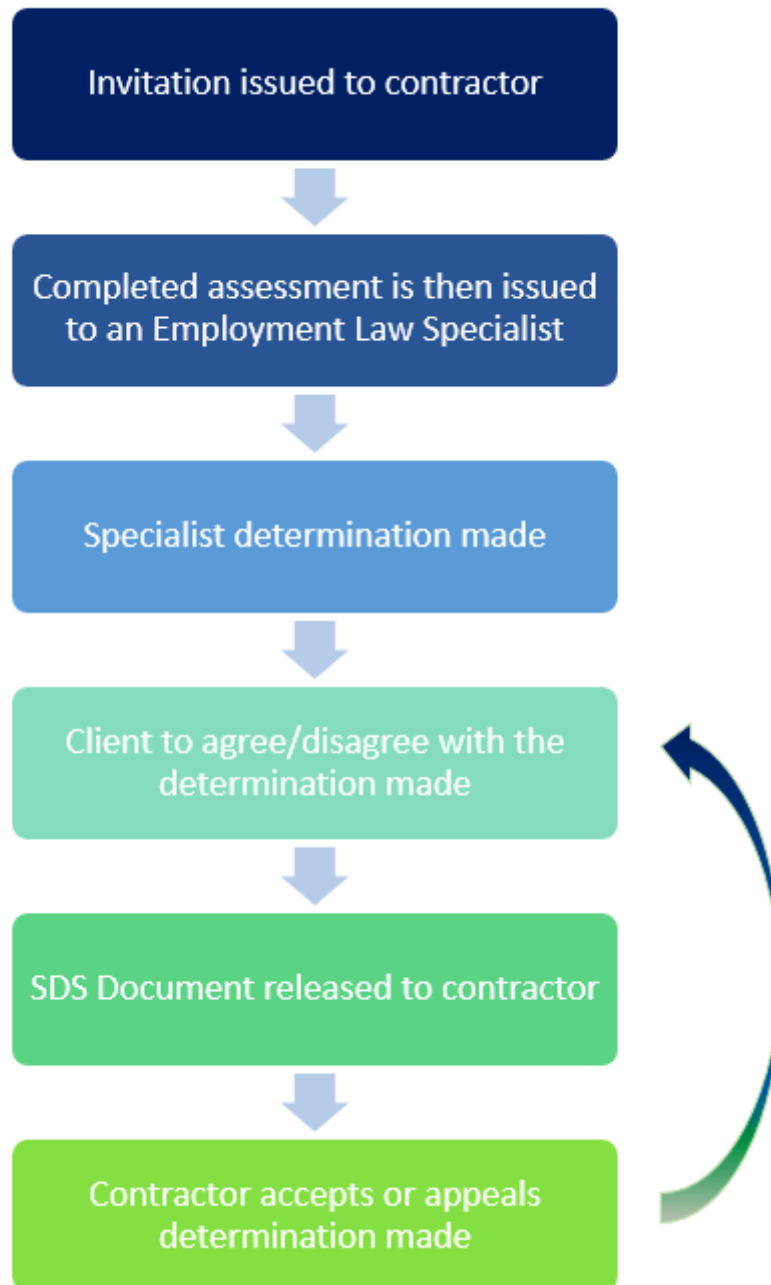 Invitation issued to contractor
Completed assessment is then issued
to an Employment Law Specialist
Specialist determination made
Client to agree/disagree with the
determination made
SDS Document released to contractor
Contractor accepts or appeals
determination made